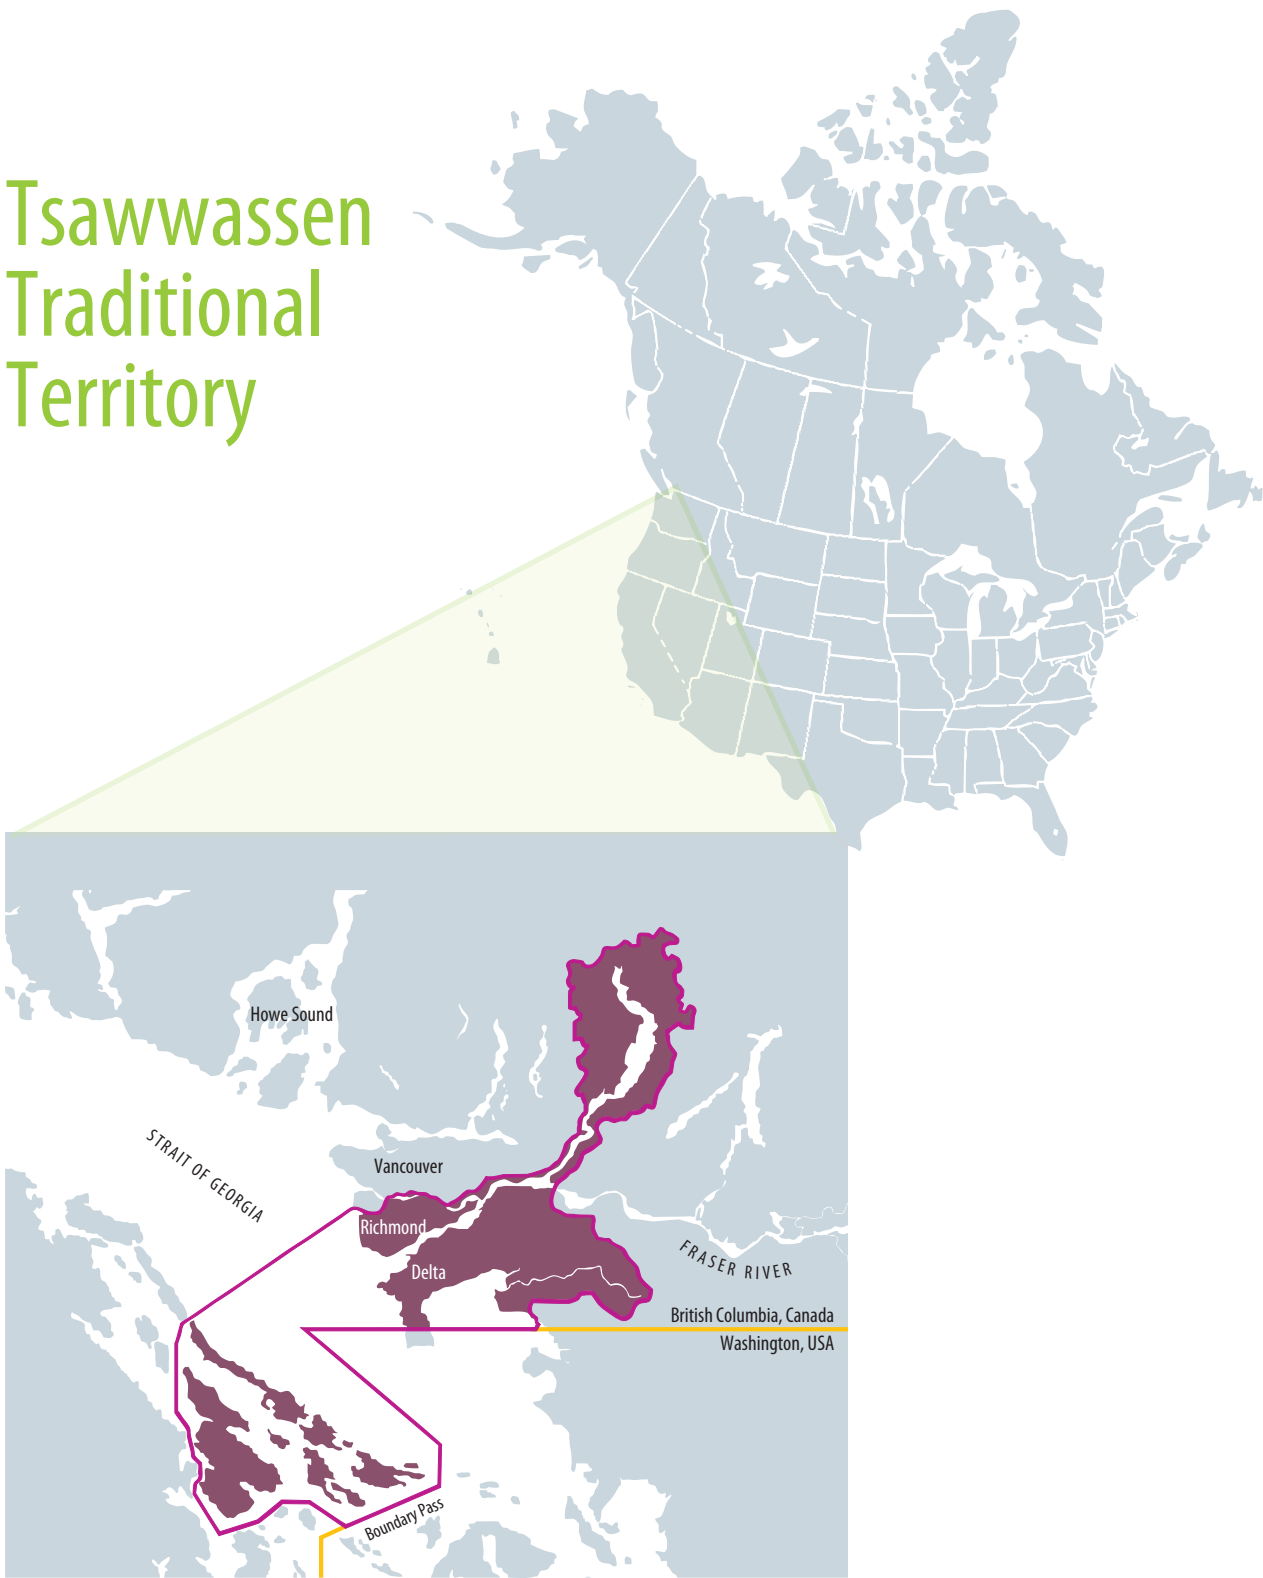 Tsawwassen
Traditional
Territory
Howe Sound
STRAIT OF GEORGIA
Vancouver
Richmond
Delta
FRASER RIVER
British Columbia, Canada
Washington, USA
Boundary Pass